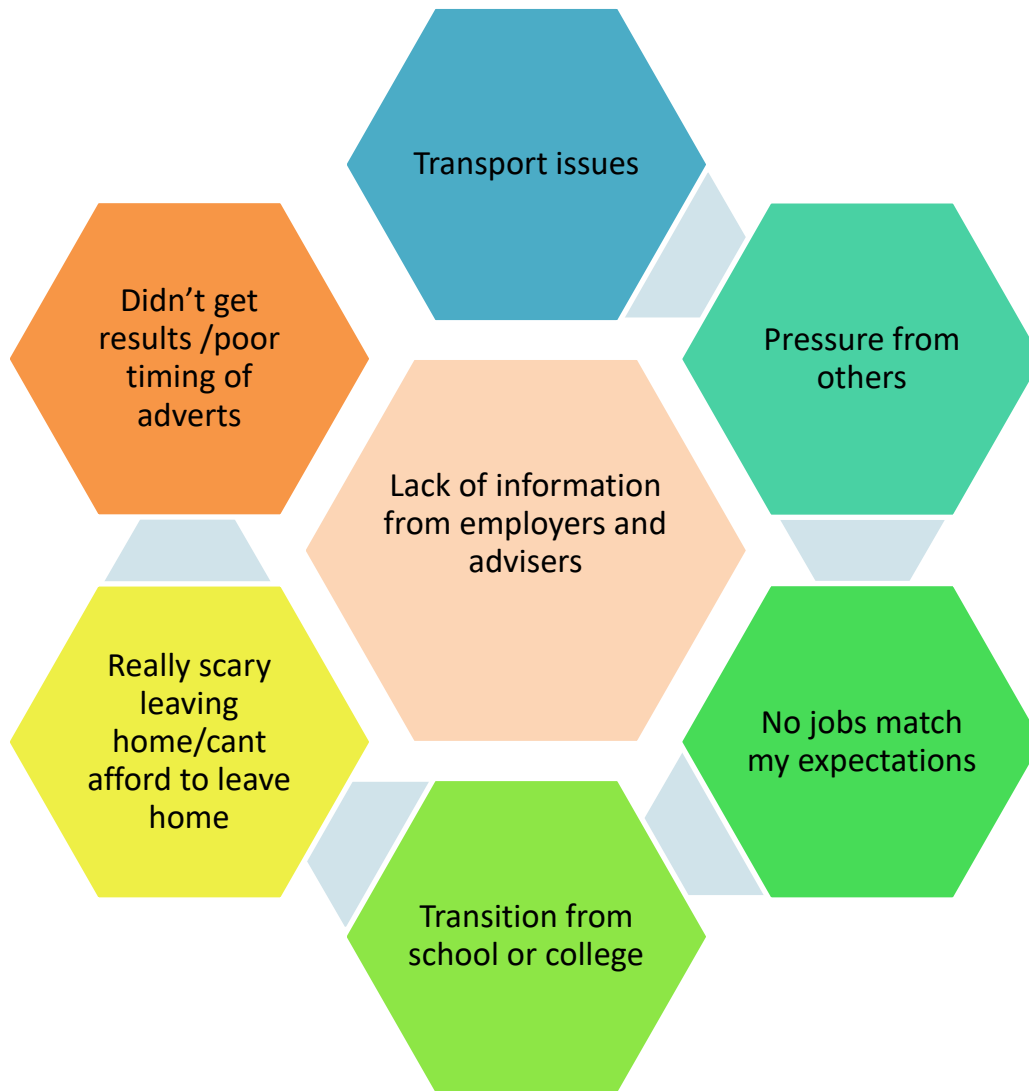 Transport issues
Didn’t get
results /poor
timing of
adverts
Pressure from
others
Lack of information
from employers and
advisers
Really scary
leaving
home/cant
afford to leave
home
No jobs match
my expectations
Transition from
school or college